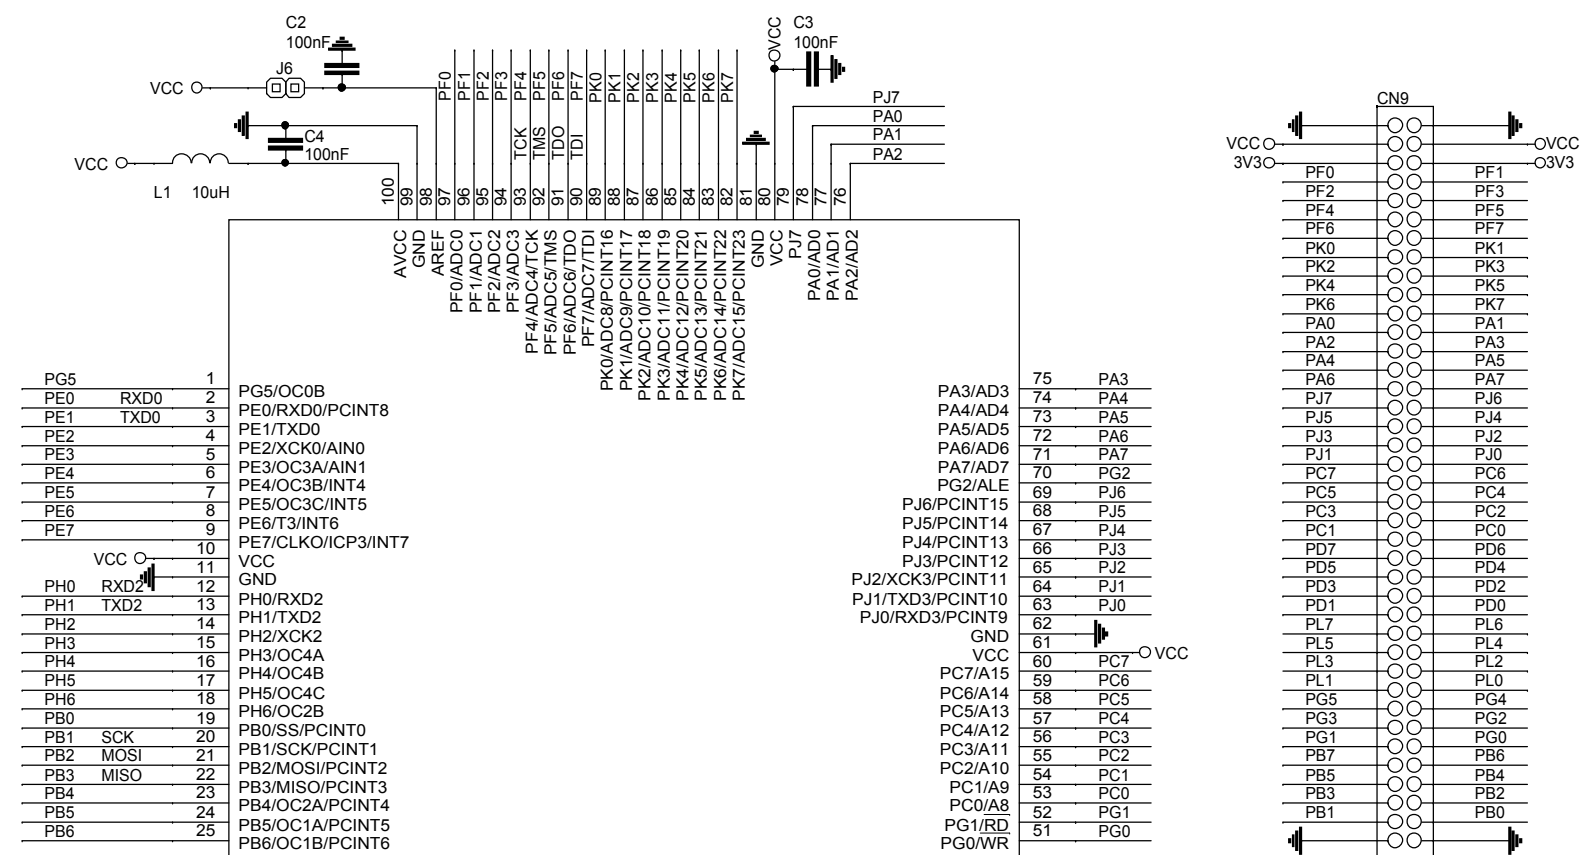 C2
100nF
J6
VCC
C4
100nF
VCC
L1 10uH
PF0
PF1
PF2
PF3
PF4
PF5
PF6
PF7
PK0
PK1
PK2
PK3
PK4
PK5
PK6
PK7
TCK
TMS
TDO
TDI
VCC
C3
100nF
PJ7
PA0
PA1
PA2
100
99
98
97
96
95
94
93
92
91
90
89
88
87
86
85
84
83
82
81
80
79
78
77
76
AVCC
GND
AREF
PF0/ADC0
PF1/ADC1
PF2/ADC2
PF3/ADC3
PF4/ADC4/TCK
PF5/ADC5/TMS
PF6/ADC6/TDO
PF7/ADC7/TDI
PK0/ADC8/PCINT16
PK1/ADC9/PCINT17
PK2/ADC10/PCINT18
PK3/ADC11/PCINT19
PK4/ADC12/PCINT20
PK5/ADC13/PCINT21
PK6/ADC14/PCINT22
PK7/ADC15/PCINT23
GND
VCC
PJ7
PA0/AD0
PA1/AD1
PA2/AD2
PG5 1 PG5/OC0B
PE0 RXD0 2 PE0/RXD0/PCINT8
PE1 TXD0 3 PE1/TXD0
PE2 4 PE2/XCK0/AIN0
PE3 5 PE3/OC3A/AIN1
PE4 6 PE4/OC3B/INT4
PE5 7 PE5/OC3C/INT5
PE6 8 PE6/T3/INT6
PE7 9 PE7/CLKO/ICP3/INT7
VCC 10 VCC
11 GND
PH0 RXD2 12 PH0/RXD2
PH1 TXD2 13 PH1/TXD2
PH2 14 PH2/XCK2
PH3 15 PH3/OC4A
PH4 16 PH4/OC4B
PH5 17 PH5/OC4C
PH6 18 PH6/OC2B
PB0 19 PB0/SS/PCINT0
PB1 SCK 20 PB1/SCK/PCINT1
PB2 MOSI 21 PB2/MOSI/PCINT2
PB3 MISO 22 PB3/MISO/PCINT3
PB4 23 PB4/OC2A/PCINT4
PB5 24 PB5/OC1A/PCINT5
PB6 25 PB6/OC1B/PCINT6
PA3/AD3 75 PA3
PA4/AD4 74 PA4
PA5/AD5 73 PA5
PA6/AD6 72 PA6
PA7/AD7 71 PA7
PG2/ALE 70 PG2
PJ6/PCINT15 69 PJ6
PJ5/PCINT14 68 PJ5
PJ4/PCINT13 67 PJ4
PJ3/PCINT12 66 PJ3
PJ2/XCK3/PCINT11 65 PJ2
PJ1/TXD3/PCINT10 64 PJ1
PJ0/RXD3/PCINT9 63 PJ0
GND 62
VCC 61 VCC
PC7/A15 60 PC7
PC6/A14 59 PC6
PC5/A13 58 PC5
PC4/A12 57 PC4
PC3/A11 56 PC3
PC2/A10 55 PC2
PC1/A9 54 PC1
PC0/A8 53 PC0
PG1/RD 52 PG1
PG0/WR 51 PG0
CN9
VCC VCC
3V3 3V3
PF0 PF1
PF2 PF3
PF4 PF5
PF6 PF7
PK0 PK1
PK2 PK3
PK4 PK5
PK6 PK7
PA0 PA1
PA2 PA3
PA4 PA5
PA6 PA7
PJ7 PJ6
PJ5 PJ4
PJ3 PJ2
PJ1 PJ0
PC7 PC6
PC5 PC4
PC3 PC2
PC1 PC0
PD7 PD6
PD5 PD4
PD3 PD2
PD1 PD0
PL7 PL6
PL5 PL4
PL3 PL2
PL1 PL0
PG5 PG4
PG3 PG2
PG1 PG0
PB7 PB6
PB5 PB4
PB3 PB2
PB1 PB0